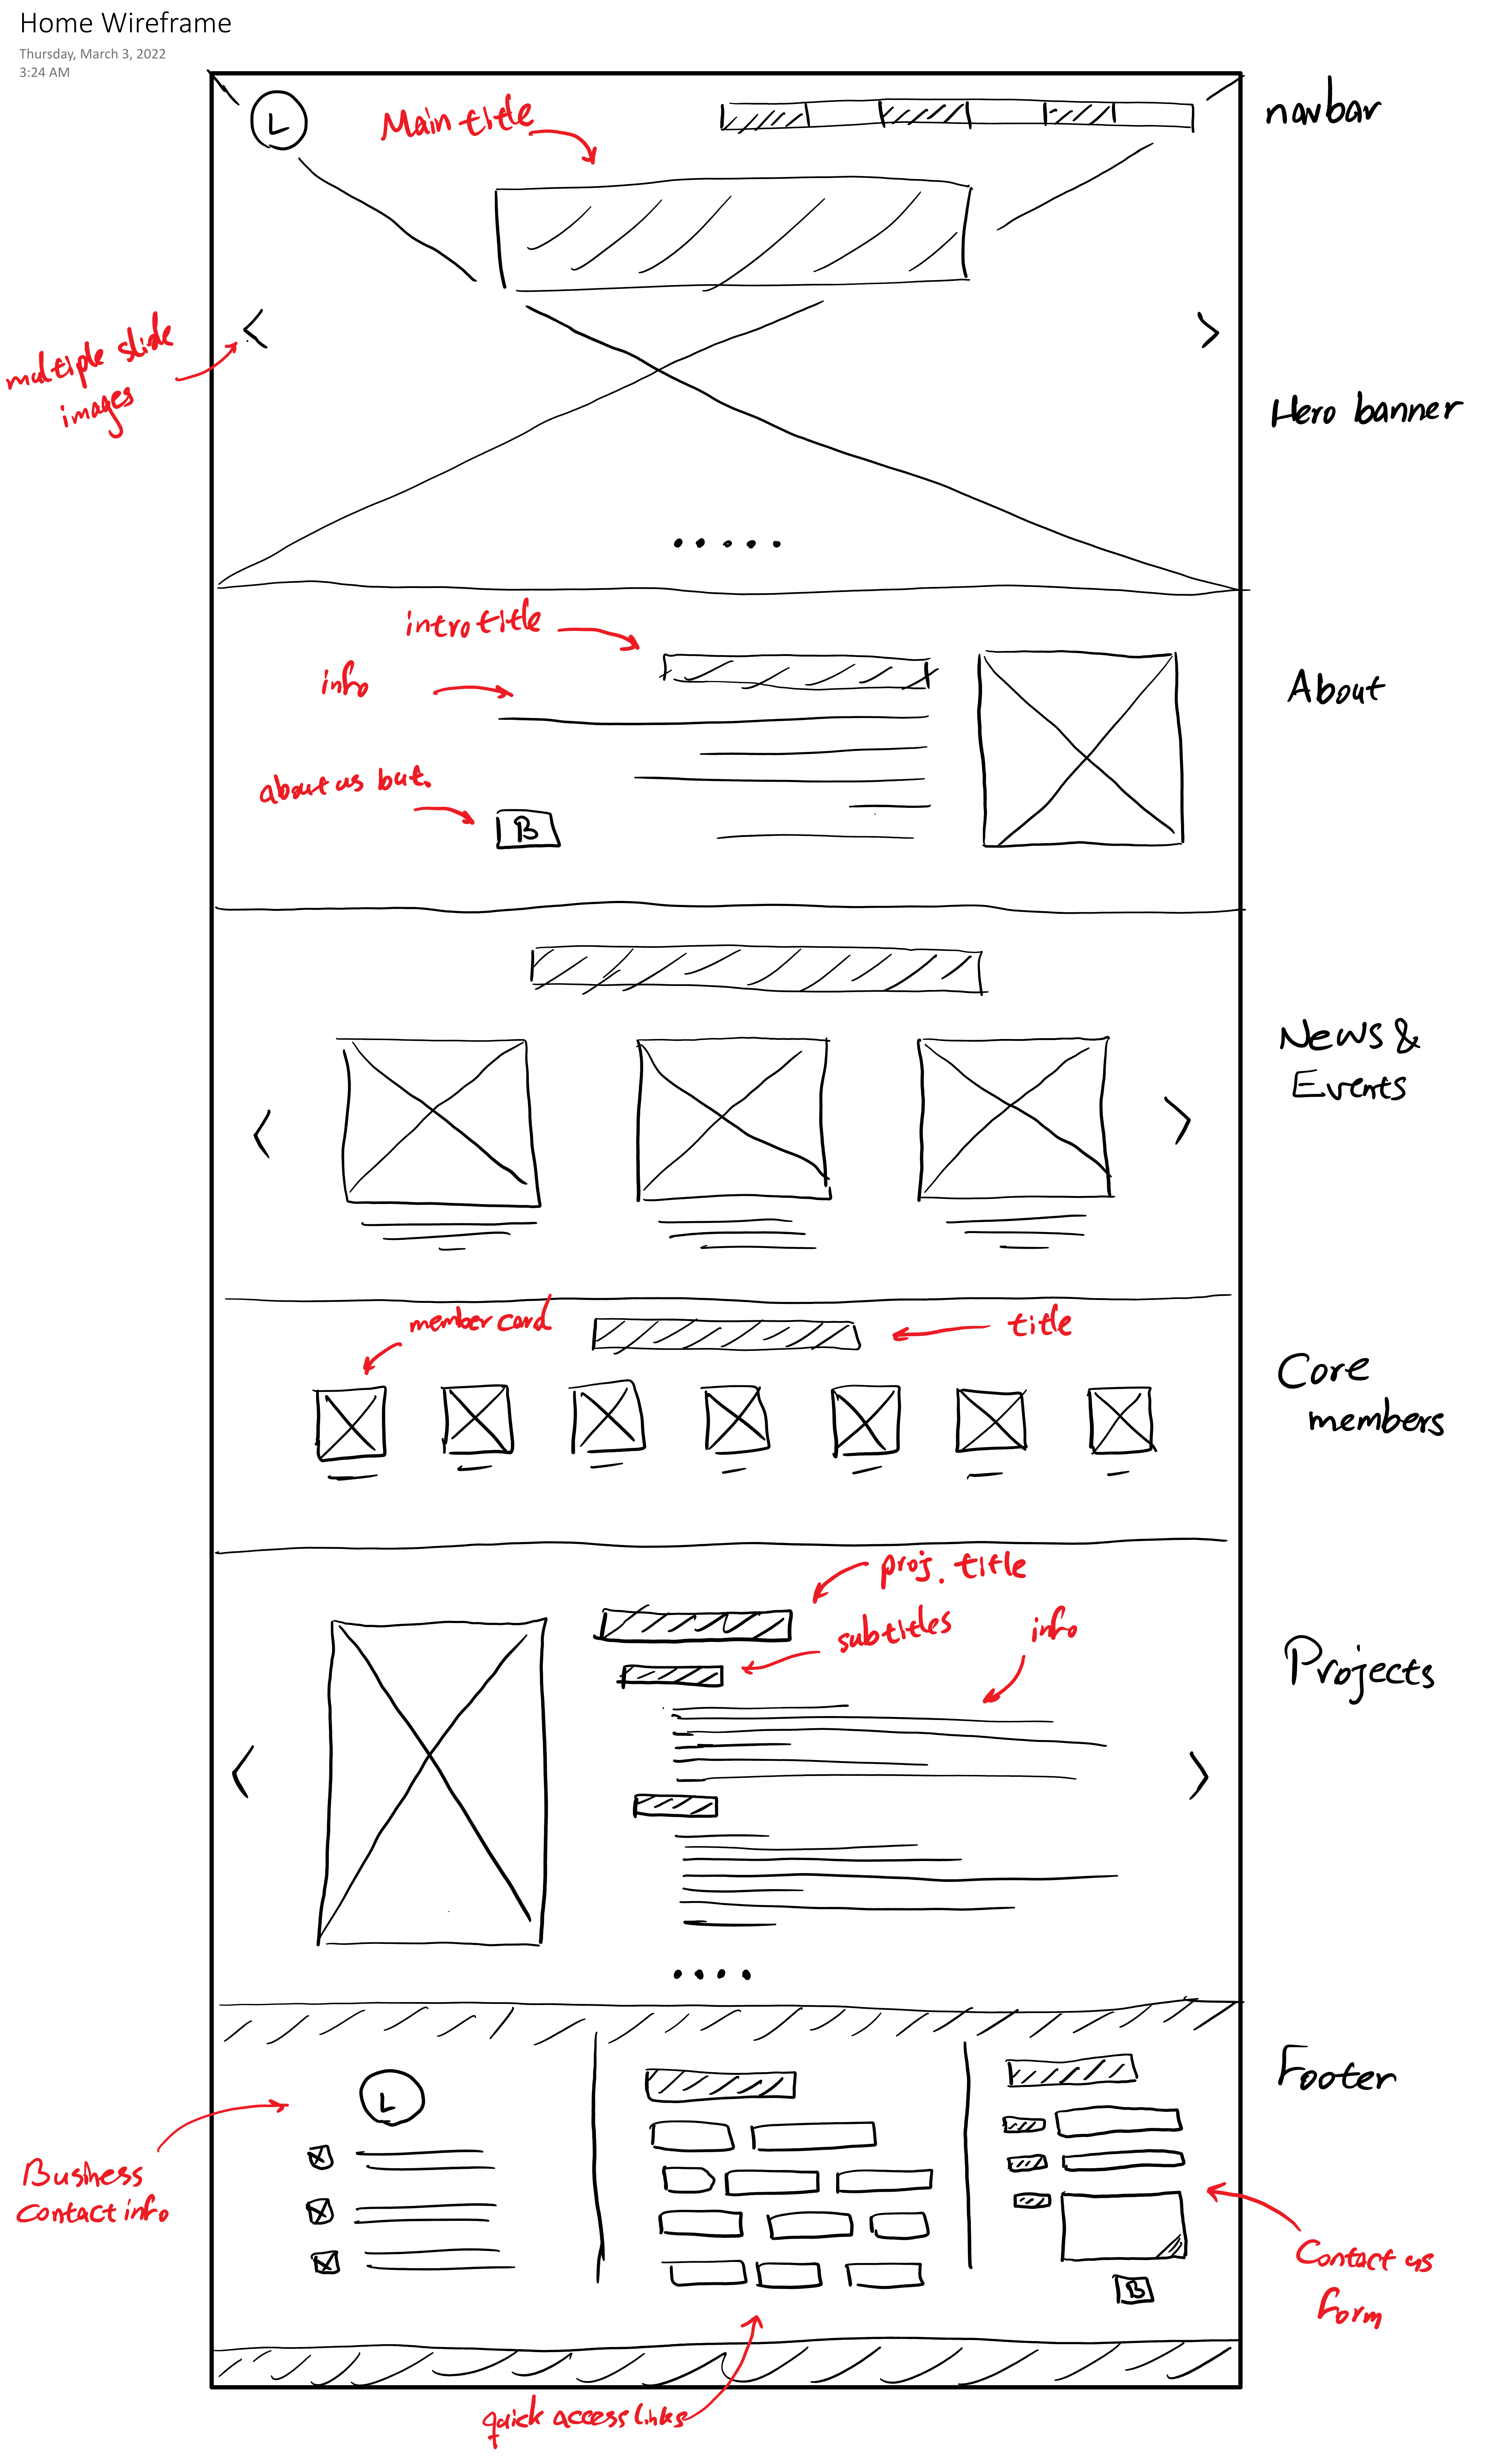 Home Wireframe
Thursday, March 3, 2022
3:24 AM
L
Main title
navbar
multiple slide
images
Hero banner
intro title
info
About
about us but.
B
News &
Events
member card
title
Core
members
proj. title
subtitles
info
Projects
L
Footer
Business
contact info
Contact us
form
B
quick access links